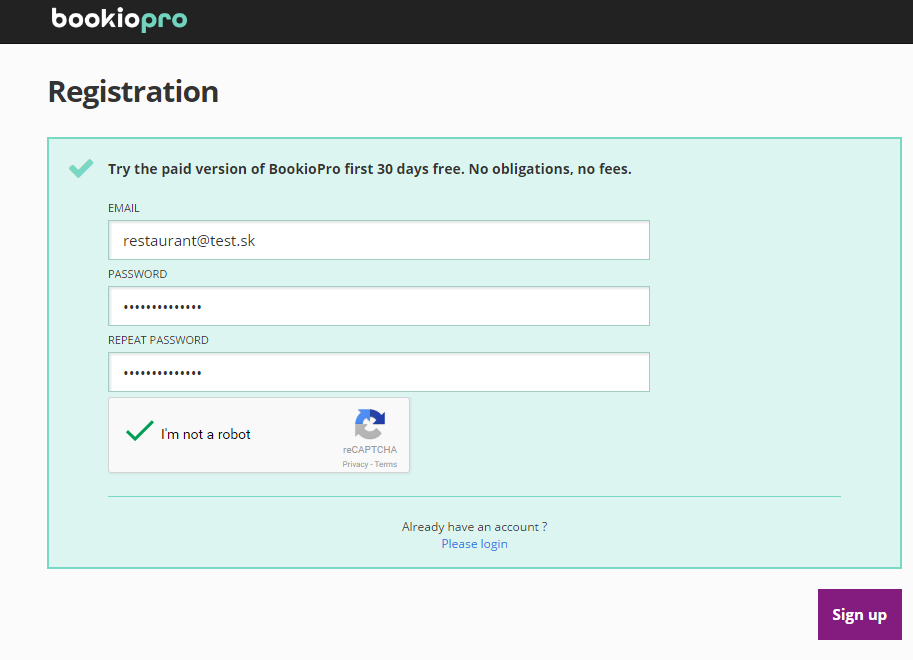 bookiopro
Registration
Try the paid version of BookioPro first 30 days free. No obligations, no fees.
EMAIL
restaurant@test.sk
PASSWORD
••••••••••••••
REPEAT PASSWORD
••••••••••••••
I'm not a robot
reCAPTCHA
Privacy - Terms
Already have an account ?
Please login
Sign up